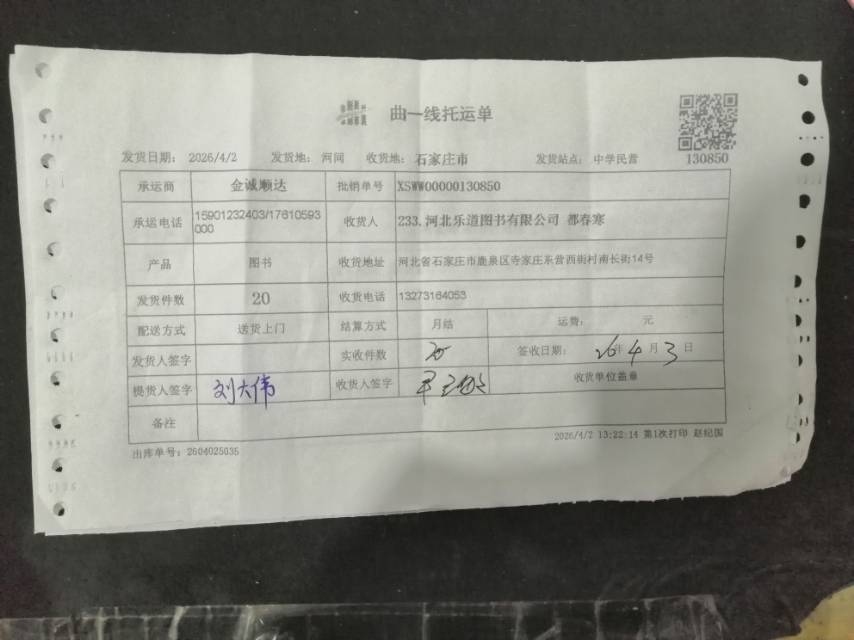 曲一线托运单
发货日期: 2026/4/2 发货地: 河间 收货地: 石家庄市 发货站点: 中学民营 130850
承运商 金诚顺达 批销单号 XSWW00000130850
承运电话 15901232403/17610593000 收货人 233.河北乐道图书有限公司 都春寒
产品 图书 收货地址 河北省石家庄市鹿泉区寺家庄东营西街村南长街14号
发货件数 20 收货电话 13273164053
配送方式 送货上门 结算方式 月结 运费: 元
发货人签字 实收件数 20 签收日期: 26年4月3日
提货人签字 刘大伟 收货人签字 收货单位盖章
备注
出库单号: 2604025035 2026/4/2 13:22:14 第1次打印 赵纪国